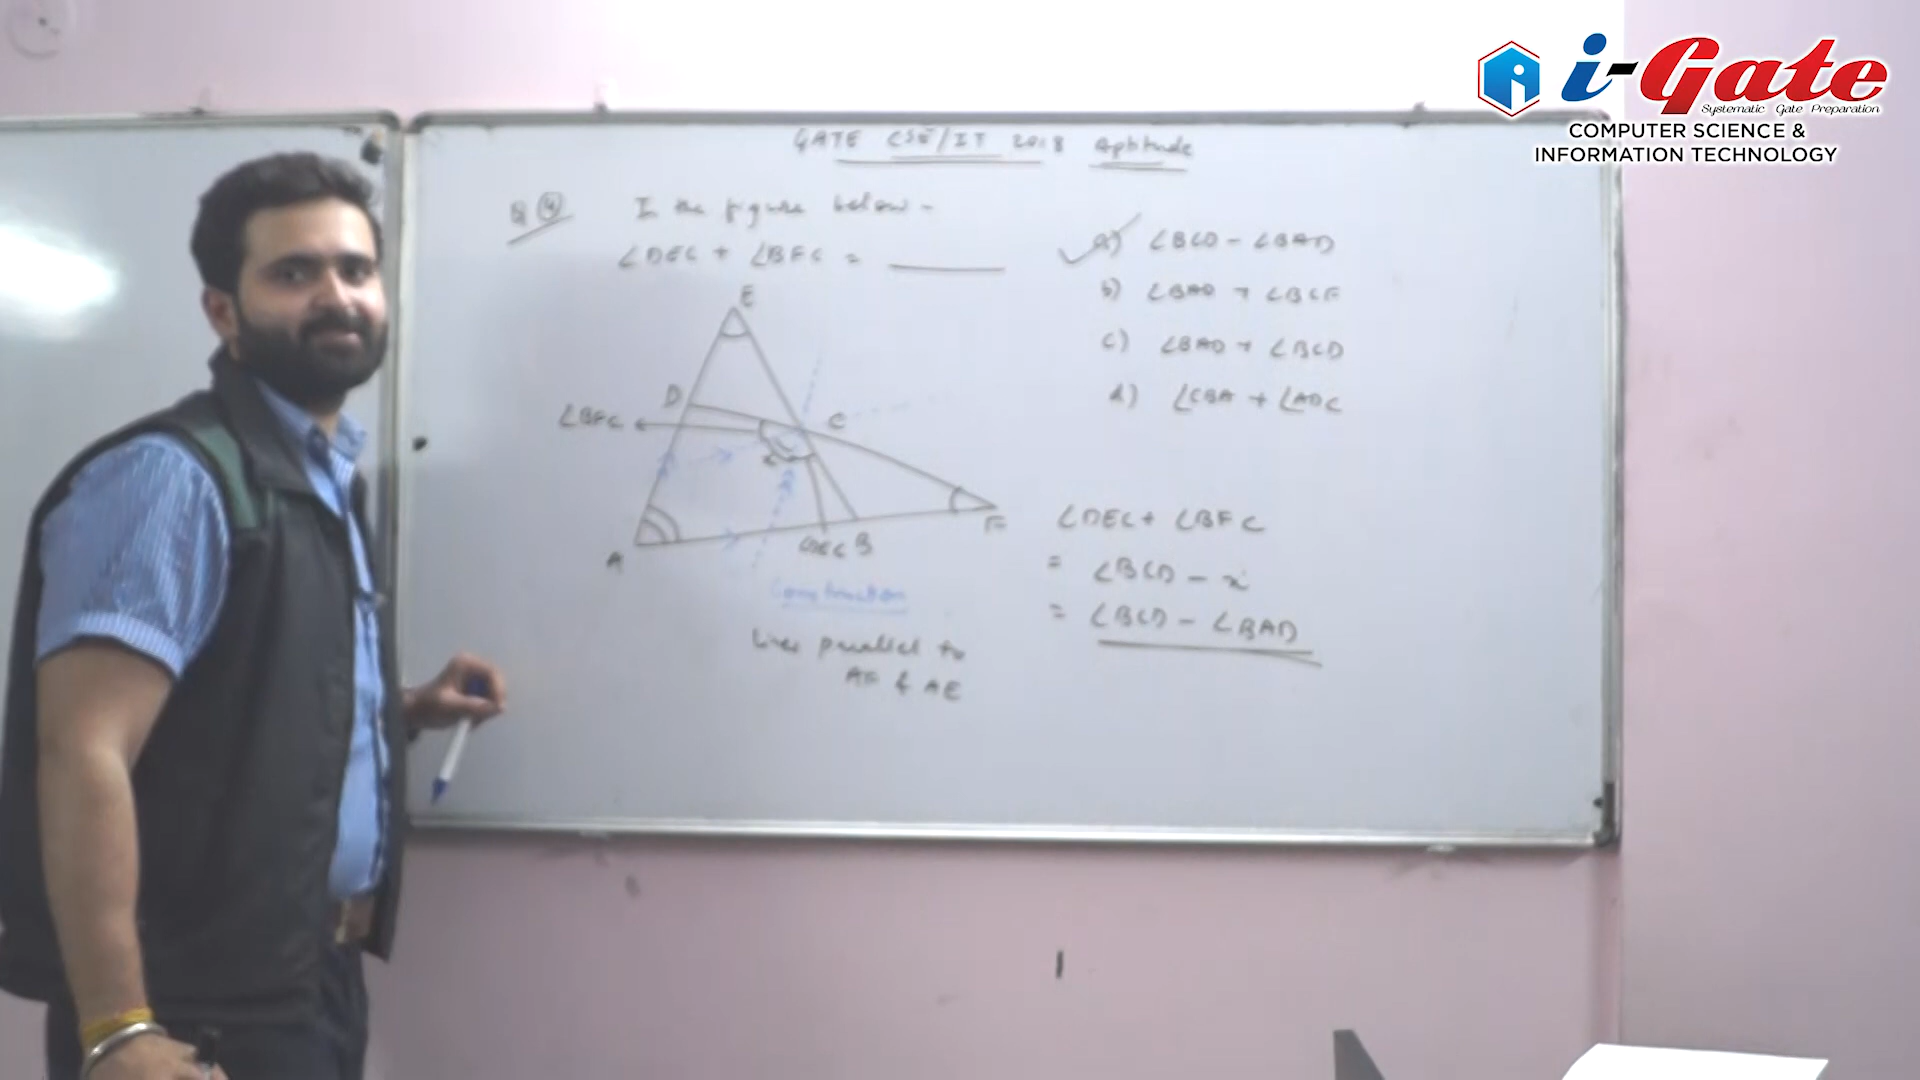 i-Gate
Systematic Gate Preparation
COMPUTER SCIENCE &
INFORMATION TECHNOLOGY
GATE CSE/IT 2018 Aptitude
Q 4 In the figure below -
∠DEC + ∠BFC = ______
a) ∠BCD - ∠BAD
b) ∠BAD + ∠BCF
c) ∠BAD + ∠BCD
d) ∠CBA + ∠ADC
E
D
∠BFC
C
x
F
A
∠DEC B
Construction
Lines parallel to
AF & AE
∠DEC + ∠BFC
= ∠BCD - x
= ∠BCD - ∠BAD